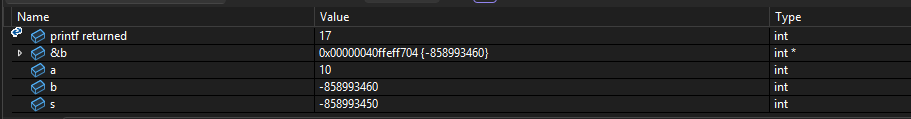 Name Value Type
printf returned 17 int
&b 0x00000040ffeff704 {-858993460} int *
a 10 int
b -858993460 int
s -858993450 int